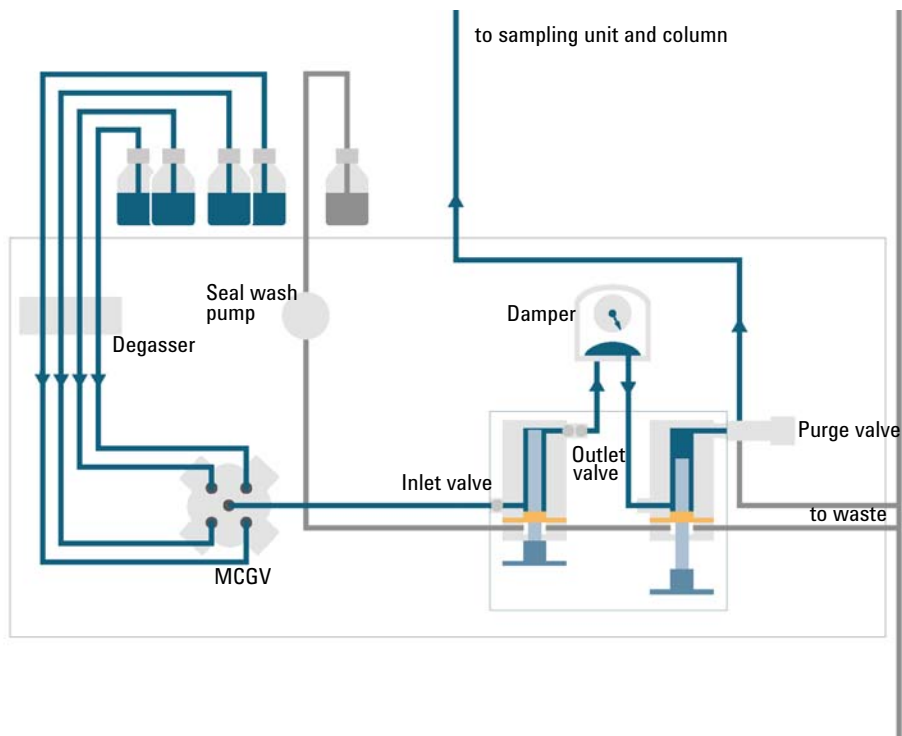 to sampling unit and column
Seal wash
pump
Damper
Degasser
Purge valve
Outlet
valve
Inlet valve
to waste
MCGV